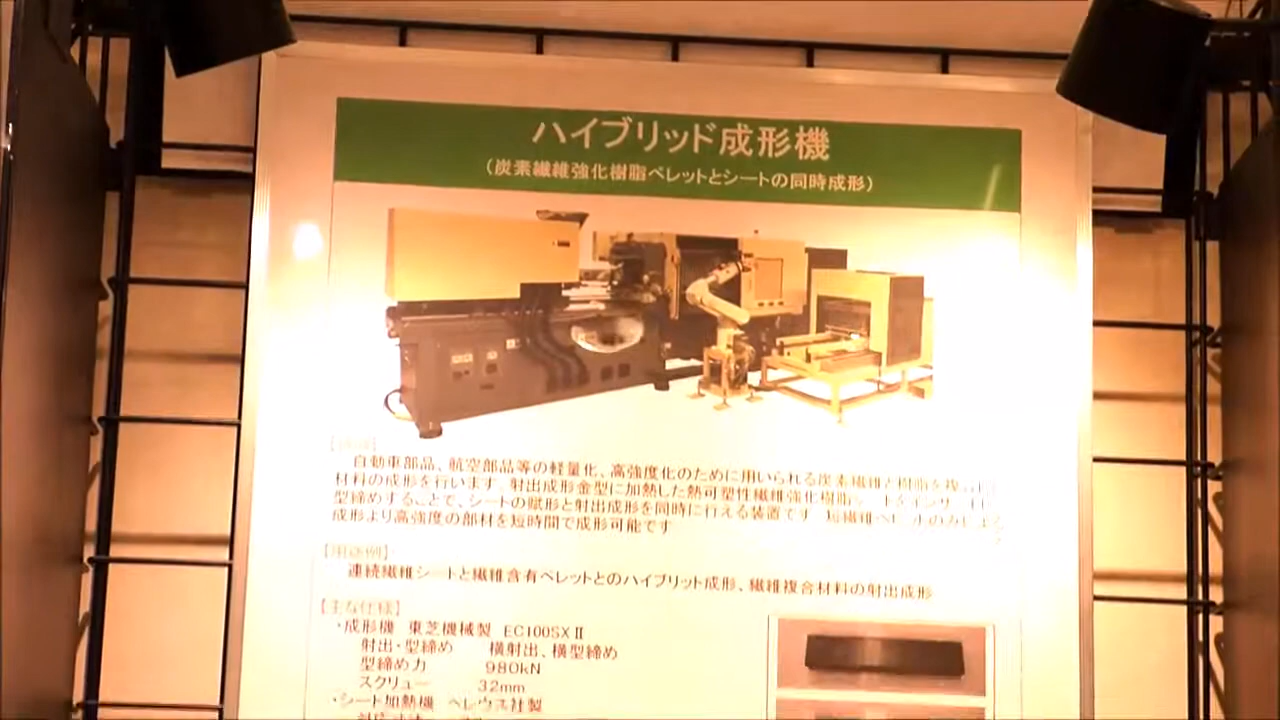 ハイブリッド成形機
（炭素繊維強化樹脂ペレットとシートの同時成形）
自動車部品、航空部品等の軽量化、高強度化のために用いられる炭素繊維と樹脂を複
材料の成形を行います。射出成形金型に加熱した熱可塑性繊維強化樹脂
型締めすることで、シートの賦形と射出成形を同時に行える装置です。短繊維
成形より高強度の部材を短時間で成形可能です
【用途例】
連続繊維シートと繊維含有ペレットとのハイブリット成形、繊維複合材料の射出成形
【主な仕様】
・成形機 東芝機械製 EC100SXⅡ
射出・型締め 横射出、横型締め
型締め力 980kN
スクリュー 32mm
・シート加熱機 ヘレウス社製